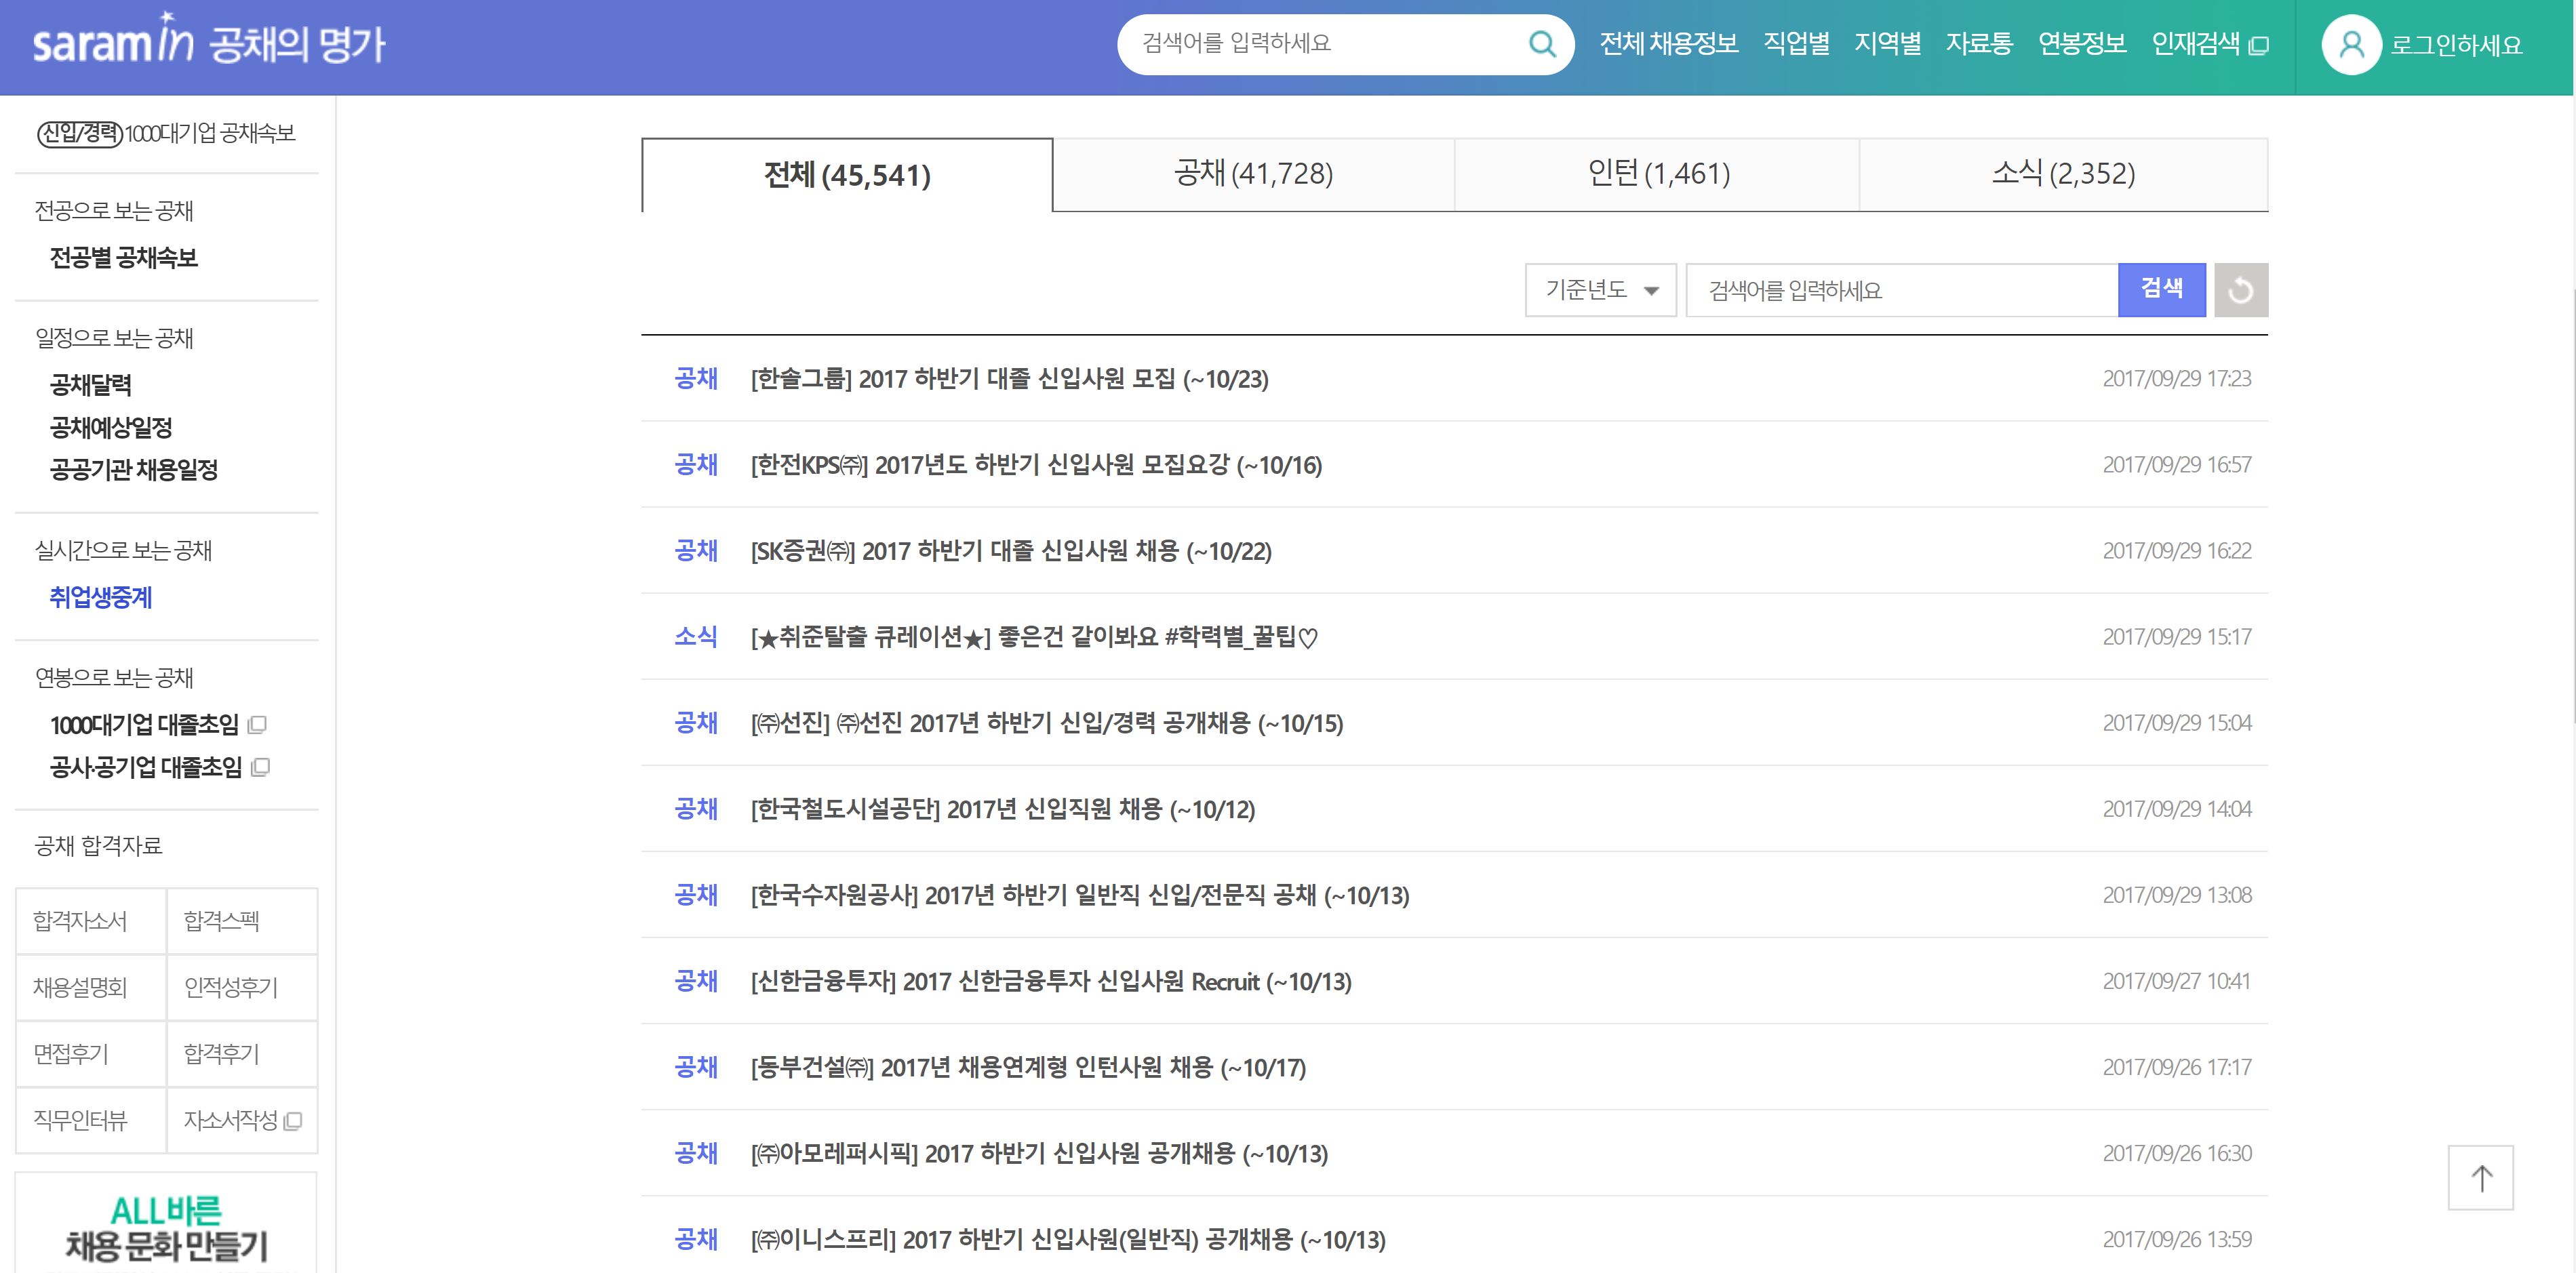 saramin 공채의 명가
검색어를 입력하세요
전체 채용정보 직업별 지역별 자료통 연봉정보 인재검색
로그인하세요
신입/경력 1000대기업 공채속보
전공으로 보는 공채
전공별 공채속보
일정으로 보는 공채
공채달력
공채예상일정
공공기관 채용일정
실시간으로 보는 공채
취업생중계
연봉으로 보는 공채
1000대기업 대졸초임
공사·공기업 대졸초임
공채 합격자료
합격자소서 합격스펙
채용설명회 인적성후기
면접후기 합격후기
직무인터뷰 자소서작성
ALL바른
채용 문화 만들기
전체 (45,541) 공채 (41,728) 인턴 (1,461) 소식 (2,352)
기준년도 검색어를 입력하세요 검색
공채 [한솔그룹] 2017 하반기 대졸 신입사원 모집 (~10/23) 2017/09/29 17:23
공채 [한전KPS㈜] 2017년도 하반기 신입사원 모집요강 (~10/16) 2017/09/29 16:57
공채 [SK증권㈜] 2017 하반기 대졸 신입사원 채용 (~10/22) 2017/09/29 16:22
소식 [★취준탈출 큐레이션★] 좋은건 같이봐요 #학력별_꿀팁♡ 2017/09/29 15:17
공채 [㈜선진] ㈜선진 2017년 하반기 신입/경력 공개채용 (~10/15) 2017/09/29 15:04
공채 [한국철도시설공단] 2017년 신입직원 채용 (~10/12) 2017/09/29 14:04
공채 [한국수자원공사] 2017년 하반기 일반직 신입/전문직 공채 (~10/13) 2017/09/29 13:08
공채 [신한금융투자] 2017 신한금융투자 신입사원 Recruit (~10/13) 2017/09/27 10:41
공채 [동부건설㈜] 2017년 채용연계형 인턴사원 채용 (~10/17) 2017/09/26 17:17
공채 [㈜아모레퍼시픽] 2017 하반기 신입사원 공개채용 (~10/13) 2017/09/26 16:30
공채 [㈜이니스프리] 2017 하반기 신입사원(일반직) 공개채용 (~10/13) 2017/09/26 13:59